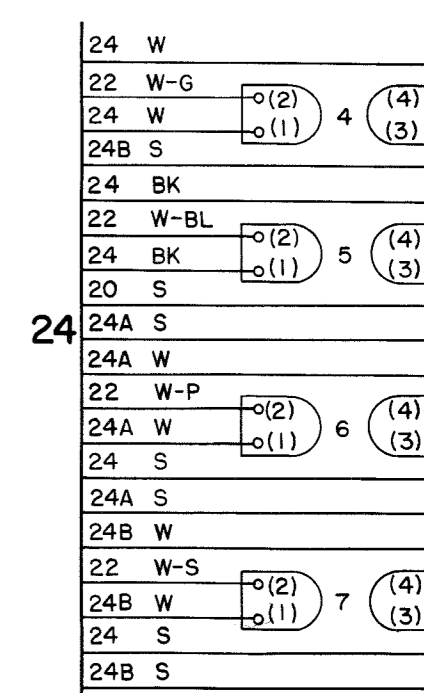 24 W
22 W-G (2) 4 (4)
24 W (1) (3)
24B S
24 BK
22 W-BL (2) 5 (4)
24 BK (1) (3)
20 S
24 24A S
24A W
22 W-P (2) 6 (4)
24A W (1) (3)
24 S
24A S
24B W
22 W-S (2) 7 (4)
24B W (1) (3)
24 S
24B S